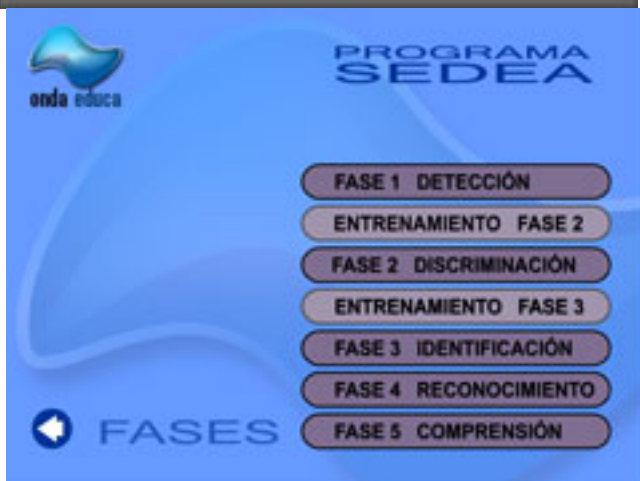 onda educa
PROGRAMA
SEDEA
FASE 1 DETECCIÓN
ENTRENAMIENTO FASE 2
FASE 2 DISCRIMINACIÓN
ENTRENAMIENTO FASE 3
FASE 3 IDENTIFICACIÓN
FASE 4 RECONOCIMIENTO
FASE 5 COMPRENSIÓN
FASES